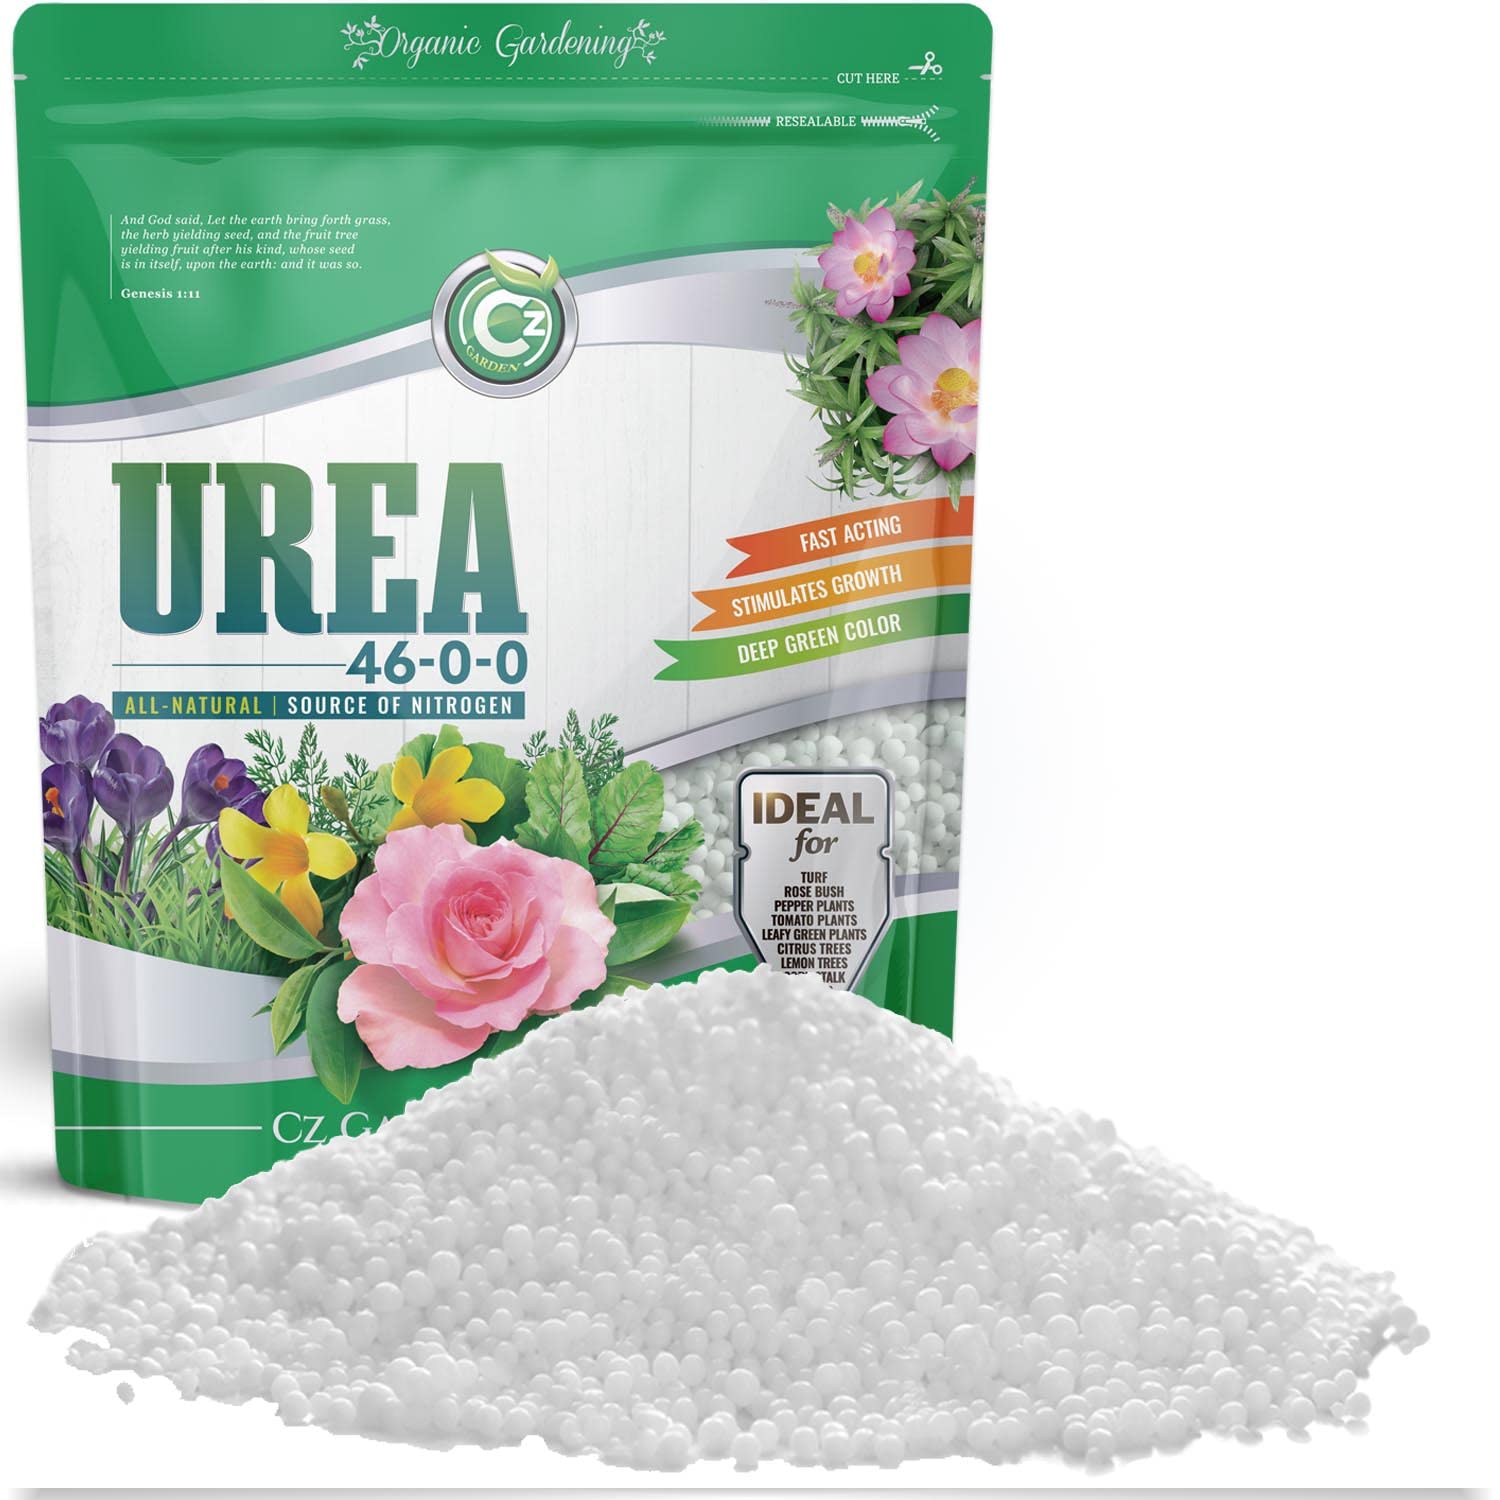 Organic Gardening
CUT HERE
RESEALABLE
And God said, Let the earth bring forth grass,
the herb yielding seed, and the fruit tree
yielding fruit after his kind, whose seed
is in itself, upon the earth: and it was so.
Genesis 1:11
CZ
GARDEN
UREA
46-0-0
ALL-NATURAL | SOURCE OF NITROGEN
FAST ACTING
STIMULATES GROWTH
DEEP GREEN COLOR
IDEAL
for
TURF
ROSE BUSH
PEPPER PLANTS
TOMATO PLANTS
LEAFY GREEN PLANTS
CITRUS TREES
LEMON TREES
CZ